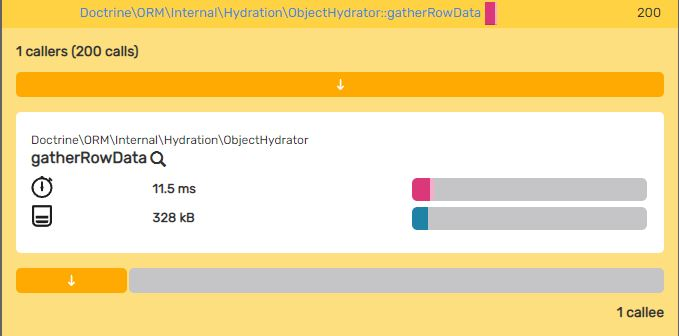 Doctrine\ORM\Internal\Hydration\ObjectHydrator::gatherRowData 200
1 callers (200 calls)
↓
Doctrine\ORM\Internal\Hydration\ObjectHydrator
gatherRowData
11.5 ms
328 kB
↓
1 callee